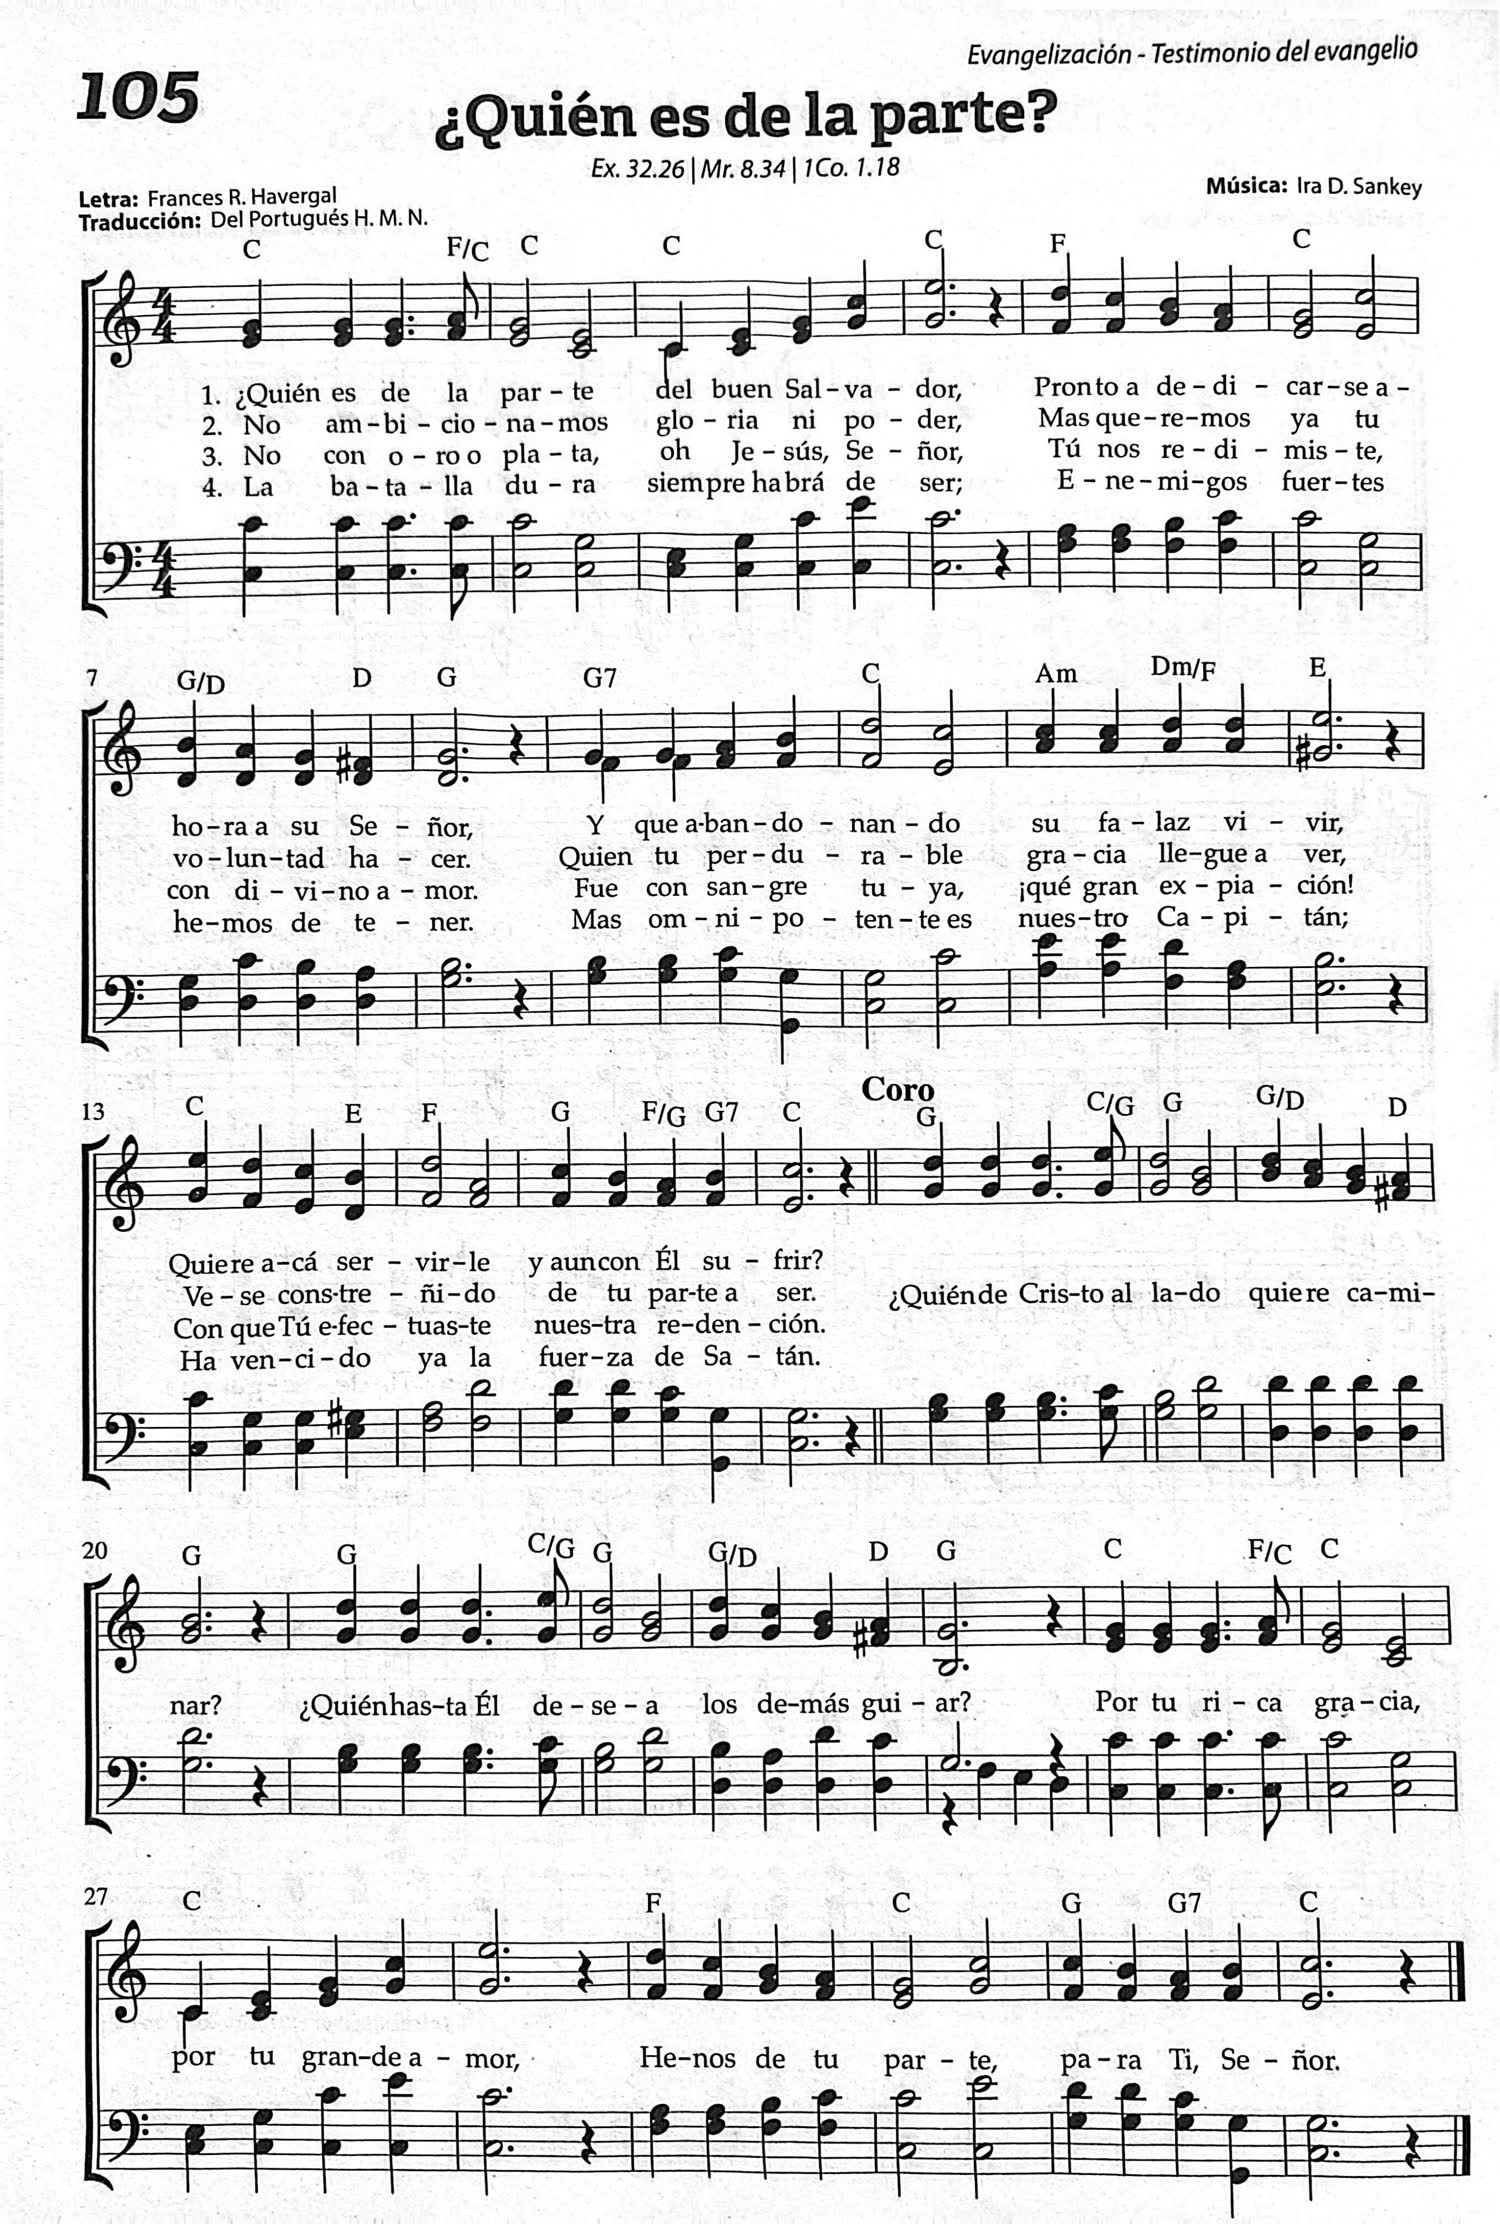 Evangelización - Testimonio del evangelio
105
¿Quién es de la parte?
Ex. 32.26 | Mr. 8.34 | 1Co. 1.18
Letra: Frances R. Havergal
Traducción: Del Portugués H. M. N.
Música: Ira D. Sankey
C F/C C C C F C
1. ¿Quién es de la par – te del buen Sal – va – dor, Pronto a de – di – car – se a –
2. No am – bi – cio – na – mos glo – ria ni po – der, Mas que – re – mos ya tu
3. No con o – ro o pla – ta, oh Je – sús, Se – ñor, Tú nos re – di – mis – te,
4. La ba – ta – lla du – ra siempre habrá de ser; E – ne – mi – gos fuer – tes
7 G/D D G G7 C Am Dm/F E
ho – ra a su Se – ñor, Y que a-ban – do – nan – do su fa – laz vi – vir,
vo – lun – tad ha – cer. Quien tu per – du – ra – ble gra – cia lle – gue a ver,
con di – vi – no a – mor. Fue con san – gre tu – ya, ¡qué gran ex – pia – ción!
he – mos de te – ner. Mas om – ni – po – ten – te es nues – tro Ca – pi – tán;
Coro
13 C E F G F/G G7 C G C/G G G/D D
Quiere a – cá ser – vir – le y aun con Él su – frir?
Ve – se cons-tre – ñi – do de tu par-te a ser. ¿Quién de Cris – to al la – do quiere ca – mi –
Con que Tú e-fec – tuas – te nues – tra re – den – ción.
Ha ven – ci – do ya la fuer – za de Sa – tán.
20 G G C/G G G/D D G C F/C C
nar? ¿Quién has – ta Él de – se – a los de – más gui – ar? Por tu ri – ca gra – cia,
27 C F C G G7 C
por tu gran – de a – mor, He – nos de tu par – te, pa – ra Ti, Se – ñor.